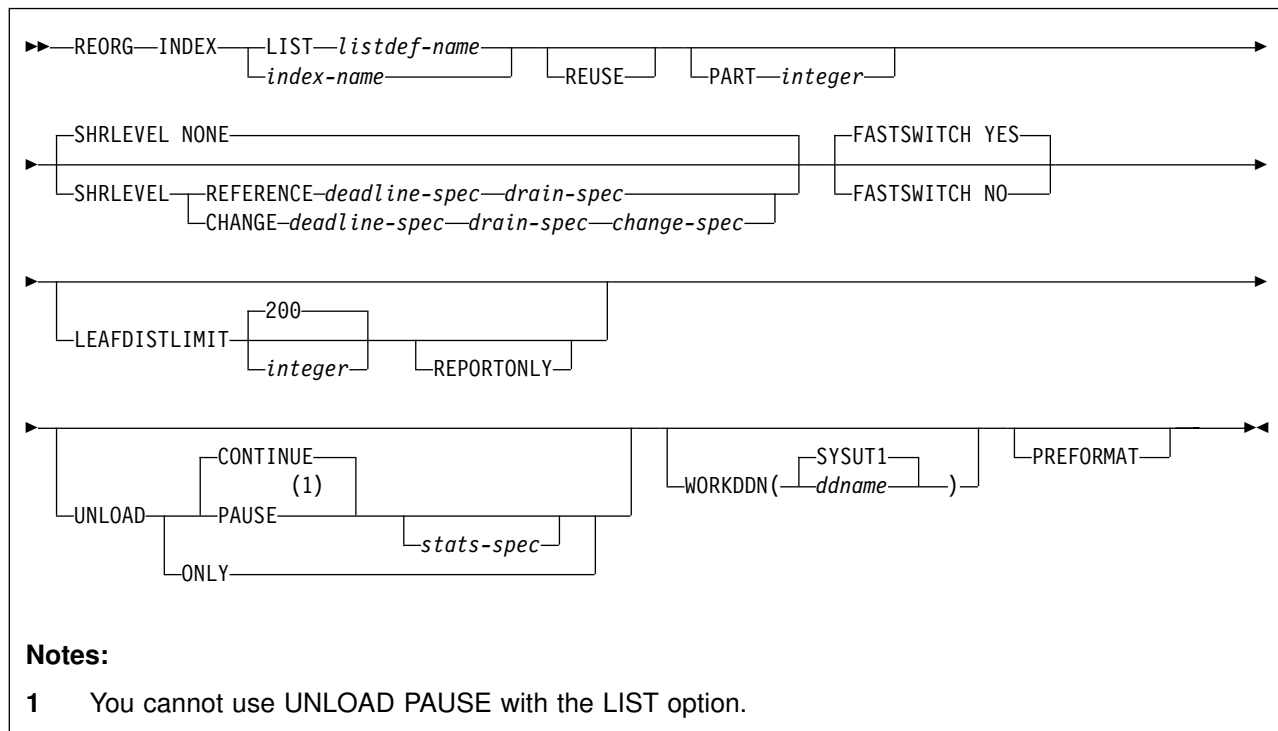 REORG INDEX LIST listdef-name REUSE PART integer
index-name
SHRLEVEL NONE FASTSWITCH YES
SHRLEVEL REFERENCE deadline-spec drain-spec FASTSWITCH NO
CHANGE deadline-spec drain-spec change-spec
200
LEAFDISTLIMIT integer REPORTONLY
CONTINUE SYSUT1 PREFORMAT
(1) WORKDDN( ddname )
UNLOAD PAUSE stats-spec
ONLY
Notes:
1 You cannot use UNLOAD PAUSE with the LIST option.